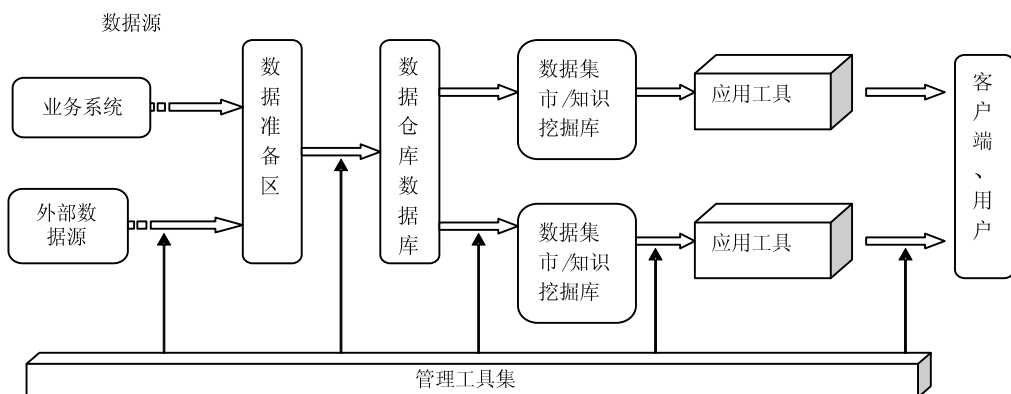 数据源
业务系统
外部数
据源
数
据
准
备
区
数
据
仓
库
数
据
库
数据集
市/知识
挖掘库
数据集
市/知识
挖掘库
应用工具
应用工具
客
户
端
、
用
户
管理工具集